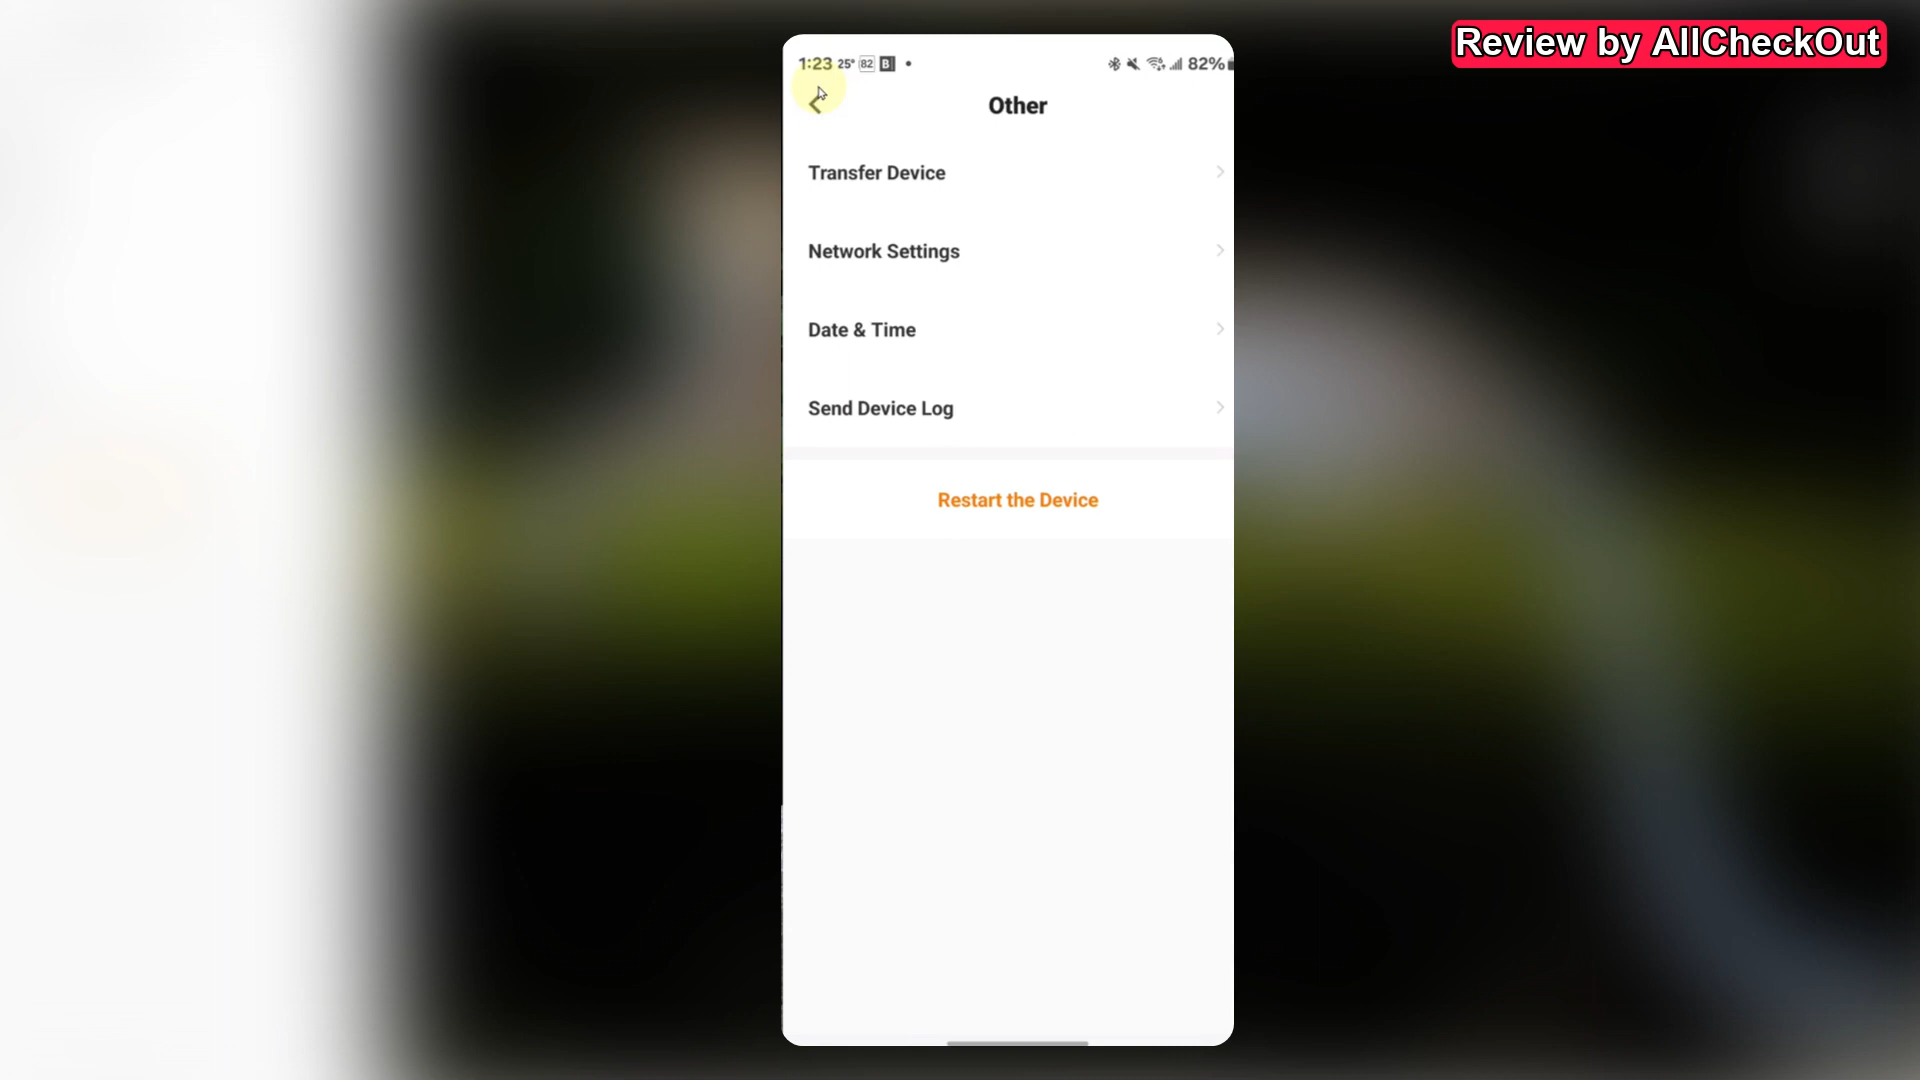 Review by AllCheckOut
1:23 25° 82 B • 82%
Other
Transfer Device
Network Settings
Date & Time
Send Device Log
Restart the Device